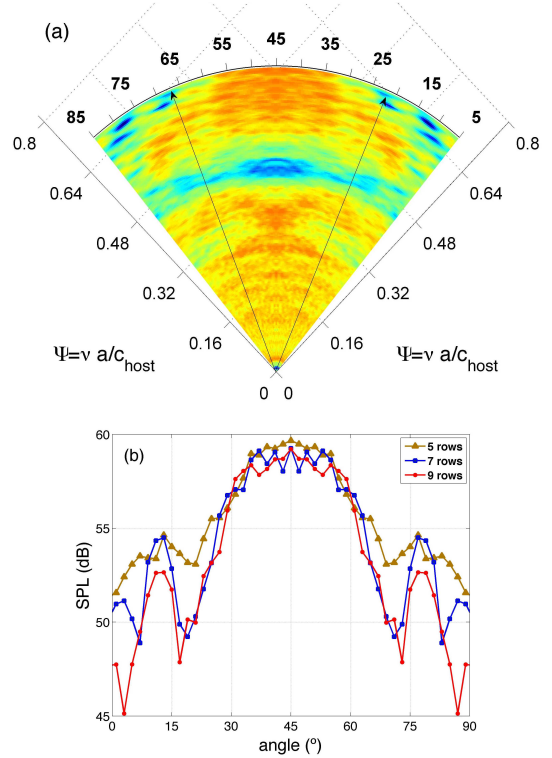 (a)
85 75 65 55 45 35 25 15 5
0.8 0.8
0.64 0.64
0.48 0.48
0.32 0.32
0.16 0.16
Ψ=ν a/c_host Ψ=ν a/c_host
0 0
(b)
5 rows
7 rows
9 rows
60
55
50
45
SPL (dB)
0 15 30 45 60 75 90
angle (º)